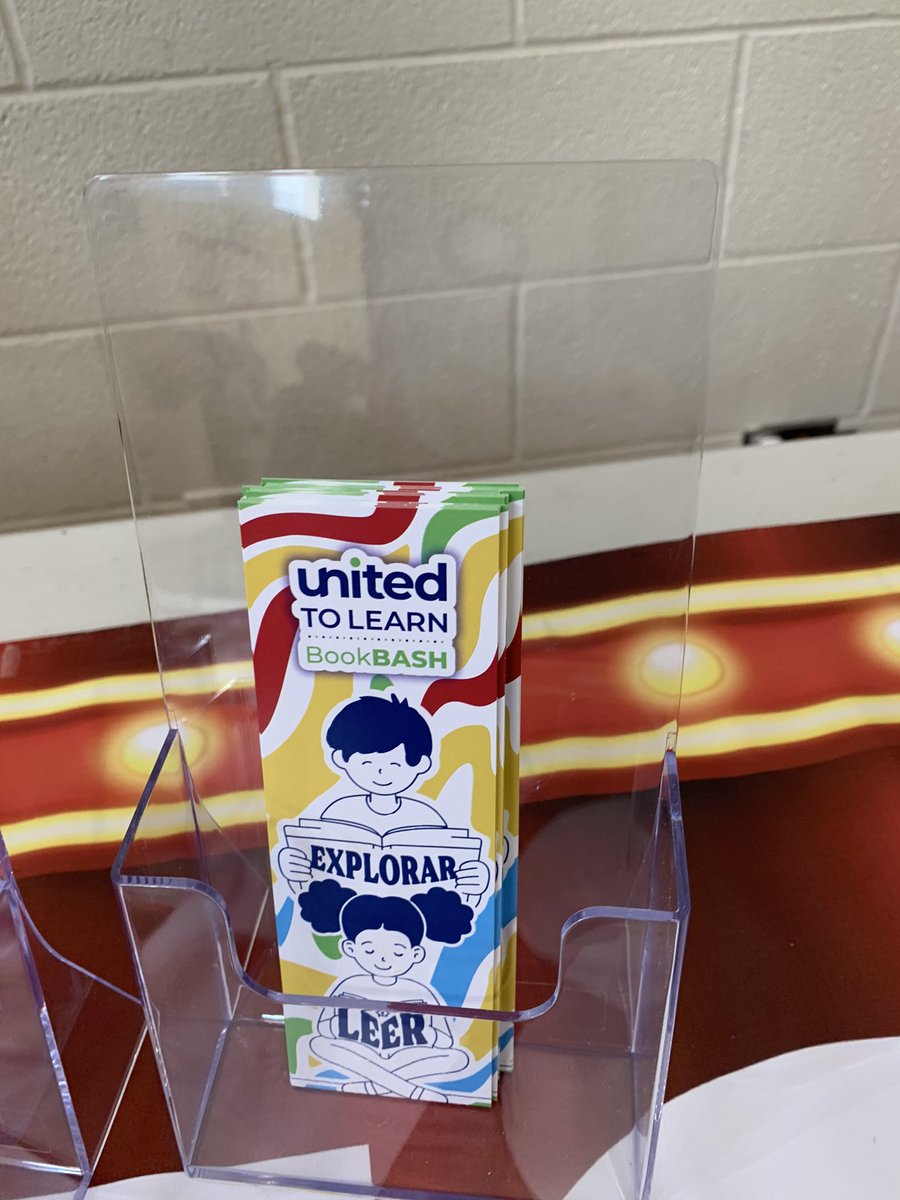 united
TO LEARN
BookBASH
EXPLORAR
LEER